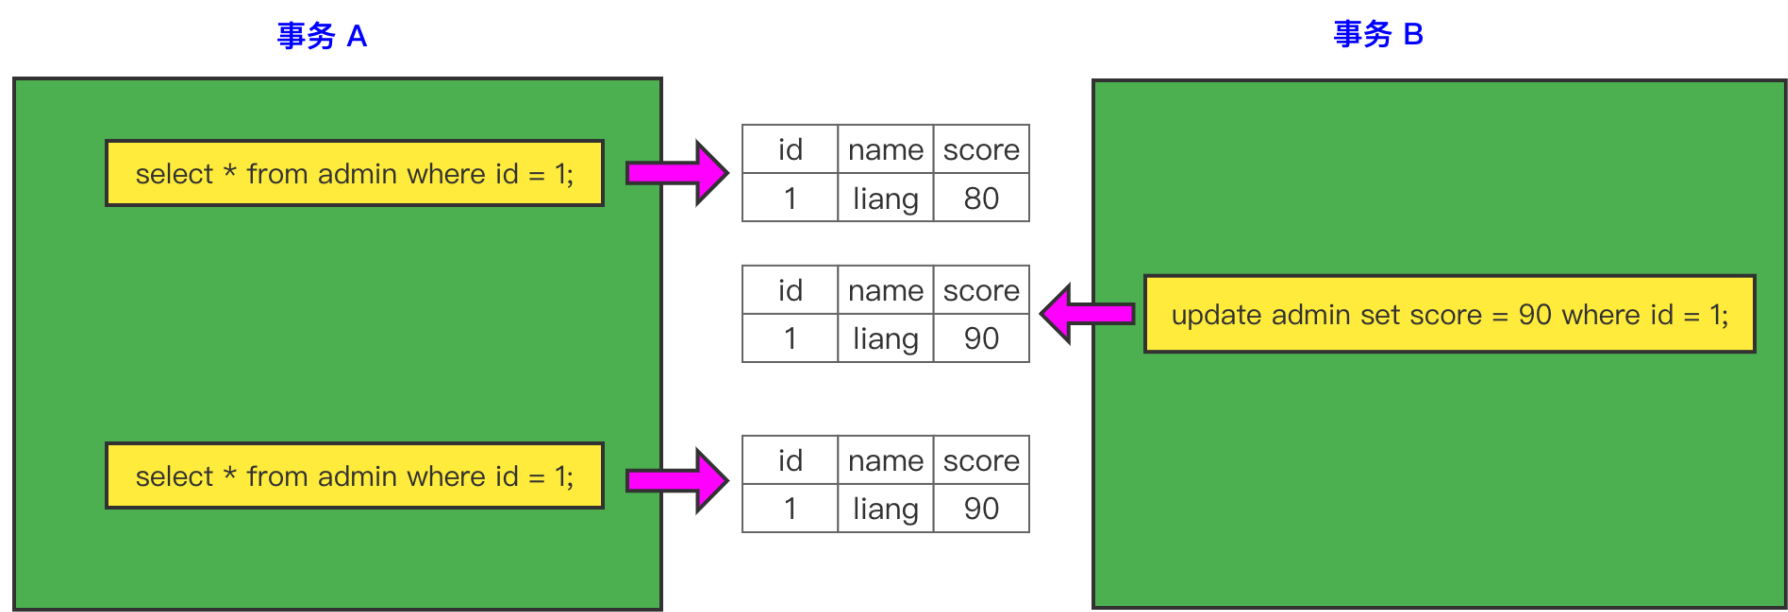 事务 A
事务 B
select * from admin where id = 1;
id name score
1 liang 80
id name score
1 liang 90
update admin set score = 90 where id = 1;
select * from admin where id = 1;
id name score
1 liang 90